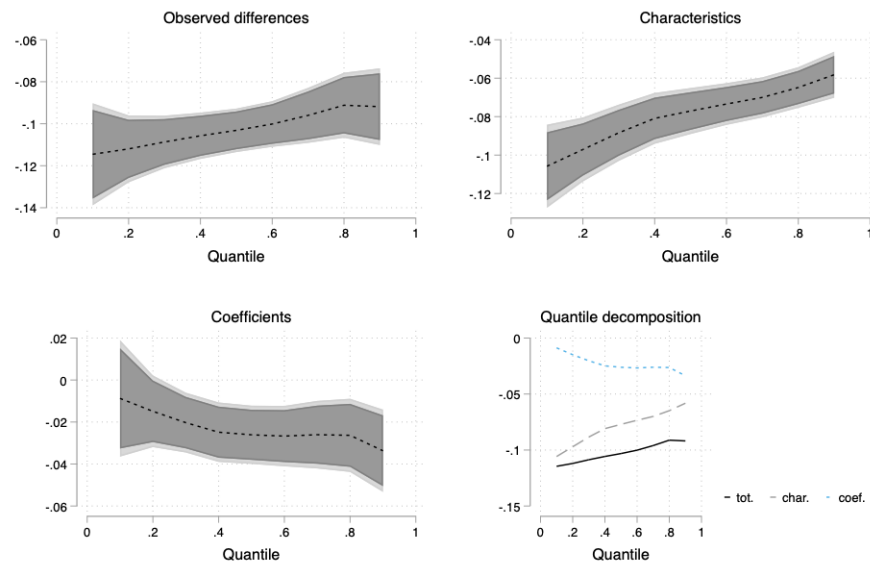 Observed differences
-.06
-.08
-.1
-.12
-.14
0 .2 .4 .6 .8 1
Quantile
Characteristics
-.04
-.06
-.08
-.1
-.12
0 .2 .4 .6 .8 1
Quantile
Coefficients
.02
0
-.02
-.04
-.06
0 .2 .4 .6 .8 1
Quantile
Quantile decomposition
0
-.05
-.1
-.15
0 .2 .4 .6 .8 1
Quantile
tot. char. coef.